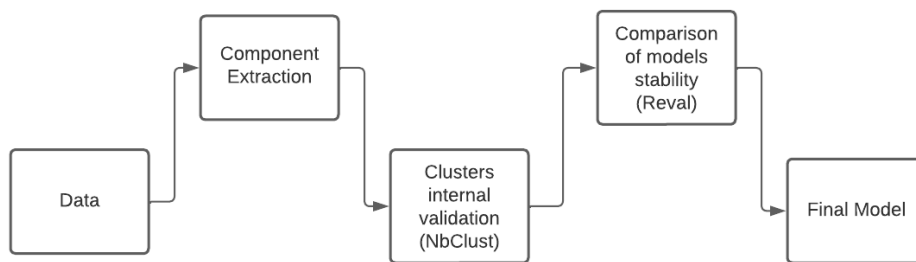 Data
Component
Extraction
Clusters
internal
validation
(NbClust)
Comparison
of models
stability
(Reval)
Final Model